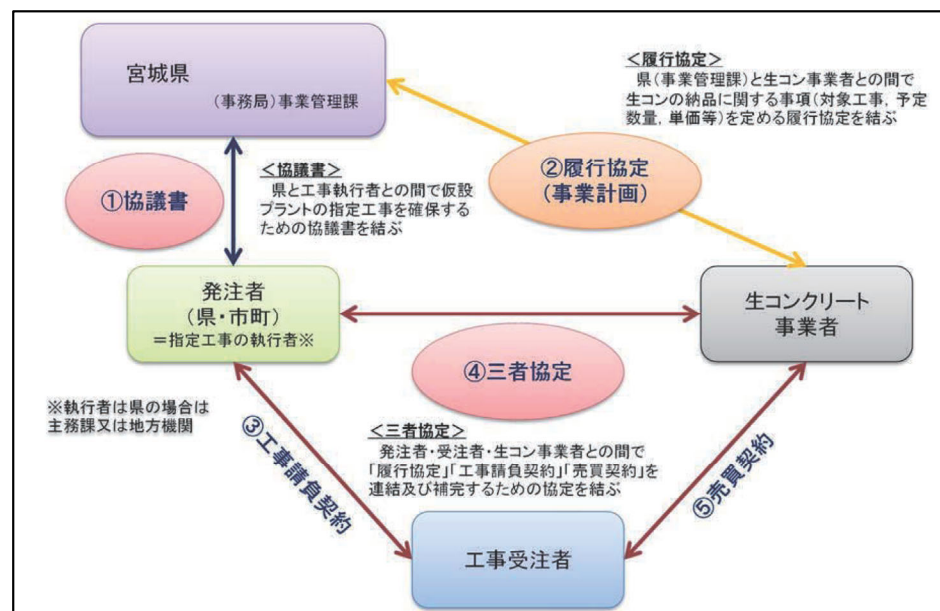 宮城県
(事務局)事業管理課
<履行協定>
県(事業管理課)と生コン事業者との間で
生コンの納品に関する事項(対象工事, 予定
数量, 単価等)を定める履行協定を結ぶ
①協議書
<協議書>
県と工事執行者との間で仮設
プラントの指定工事を確保する
ための協議書を結ぶ
②履行協定
(事業計画)
発注者
(県・市町)
=指定工事の執行者※
生コンクリート
事業者
④三者協定
※執行者は県の場合は
主務課又は地方機関
③工事請負契約
<三者協定>
発注者・受注者・生コン事業者との間で
「履行協定」「工事請負契約」「売買契約」を
連結及び補完するための協定を結ぶ
⑤売買契約
工事受注者